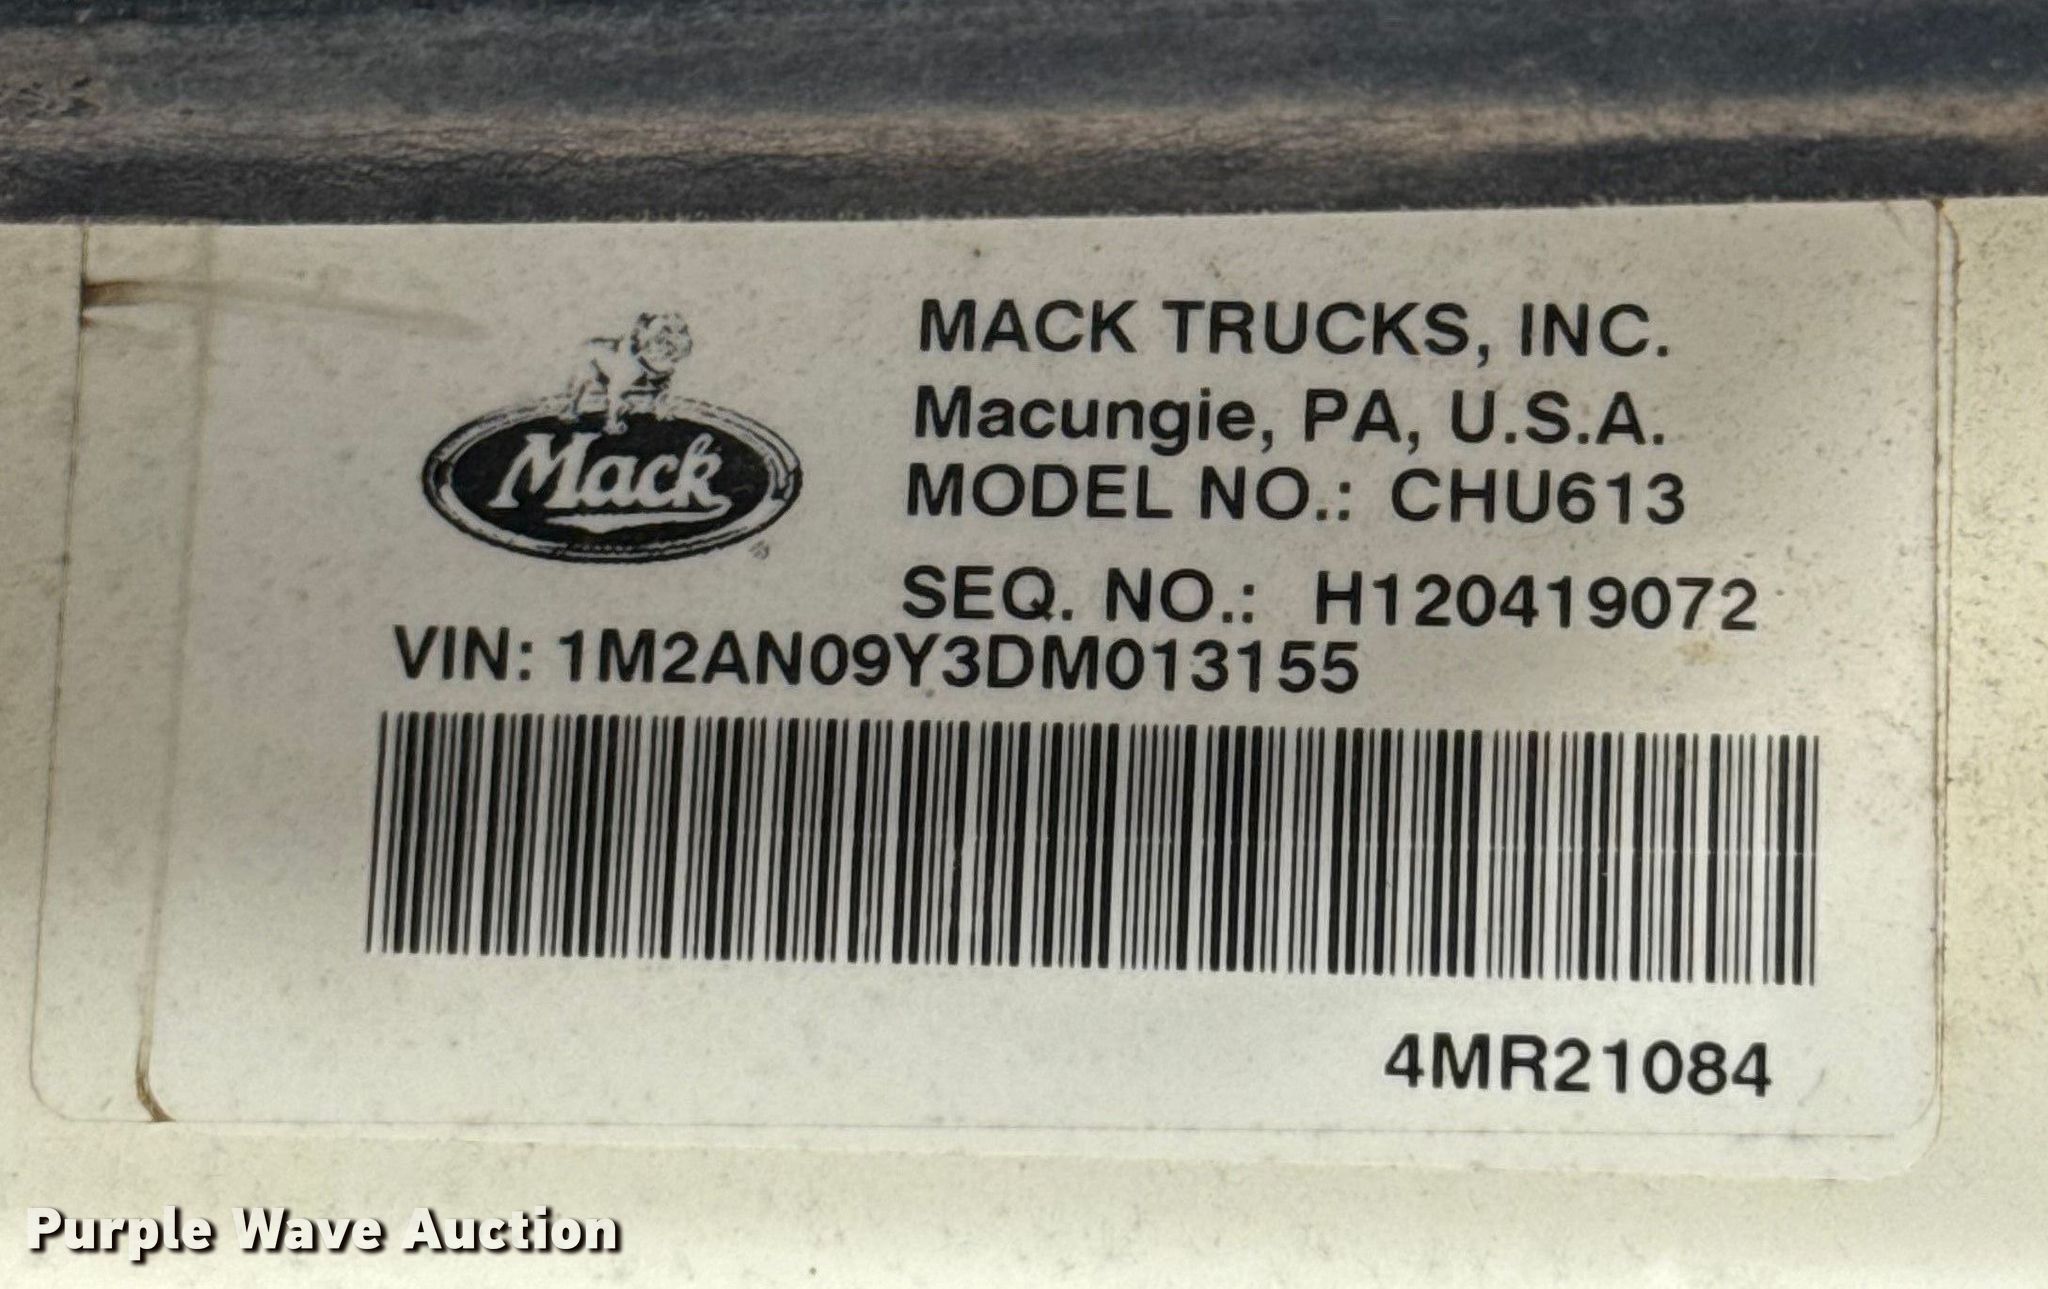 MACK TRUCKS, INC.
Macungie, PA, U.S.A.
MODEL NO.: CHU613
SEQ. NO.: H120419072
Mack
VIN: 1M2AN09Y3DM013155
4MR21084
Purple Wave Auction